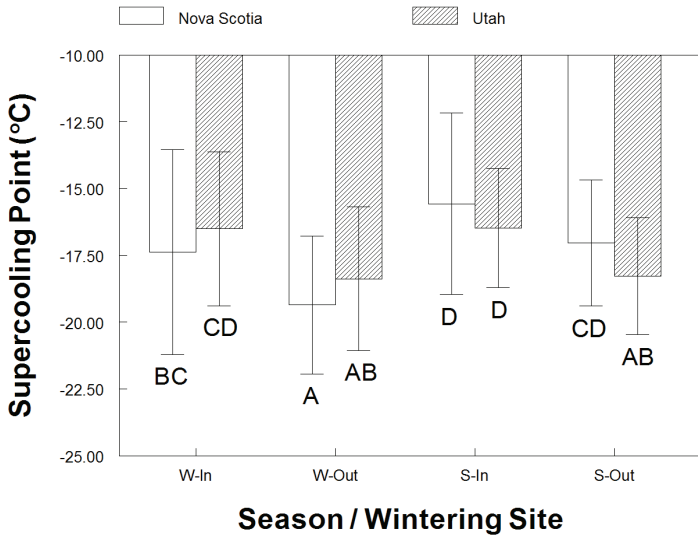 Nova Scotia
Utah
Supercooling Point (°C)
-10.00
-12.50
-15.00
-17.50
-20.00
-22.50
-25.00
BC
CD
A
AB
D
D
CD
AB
W-In
W-Out
S-In
S-Out
Season / Wintering Site